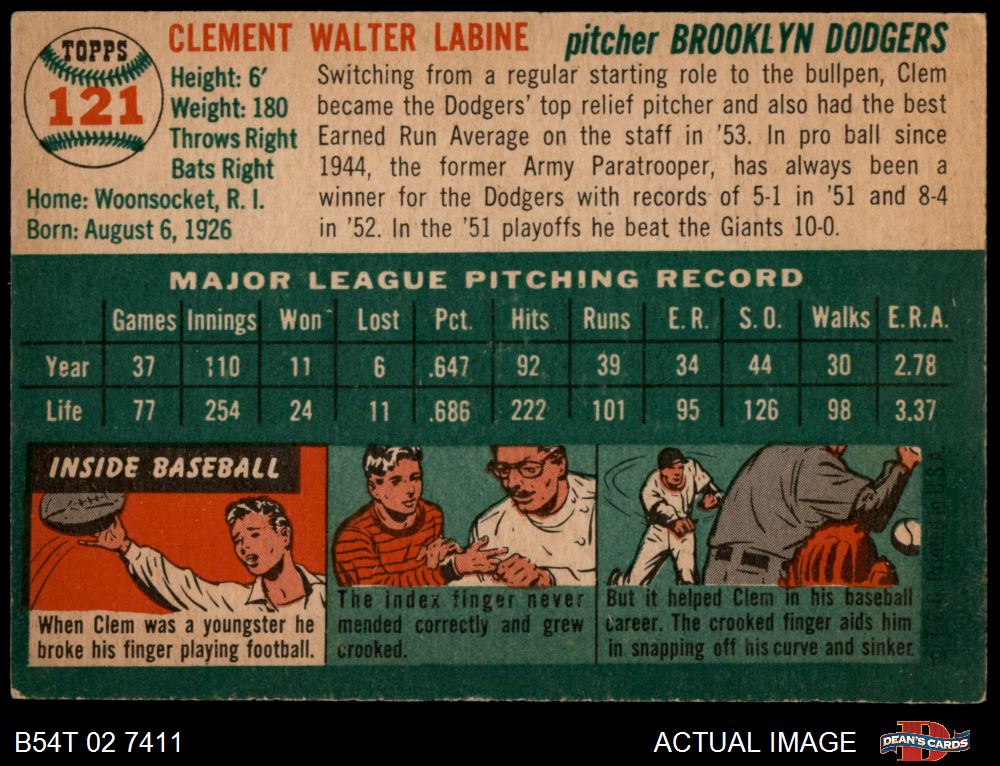 TOPPS
121
CLEMENT WALTER LABINE pitcher BROOKLYN DODGERS
Height: 6'
Weight: 180
Throws Right
Bats Right
Home: Woonsocket, R. I.
Born: August 6, 1926
Switching from a regular starting role to the bullpen, Clem
became the Dodgers' top relief pitcher and also had the best
Earned Run Average on the staff in '53. In pro ball since
1944, the former Army Paratrooper, has always been a
winner for the Dodgers with records of 5-1 in '51 and 8-4
in '52. In the '51 playoffs he beat the Giants 10-0.
MAJOR LEAGUE PITCHING RECORD
Games Innings Won Lost Pct. Hits Runs E. R. S. O. Walks E.R.A.
Year 37 110 11 6 .647 92 39 34 44 30 2.78
Life 77 254 24 11 .686 222 101 95 126 98 3.37
INSIDE BASEBALL
When Clem was a youngster he
broke his finger playing football.
The index finger never
mended correctly and grew
crooked.
But it helped Clem in his baseball
career. The crooked finger aids him
in snapping off his curve and sinker.
B54T 02 7411
ACTUAL IMAGE
DEAN'S CARDS